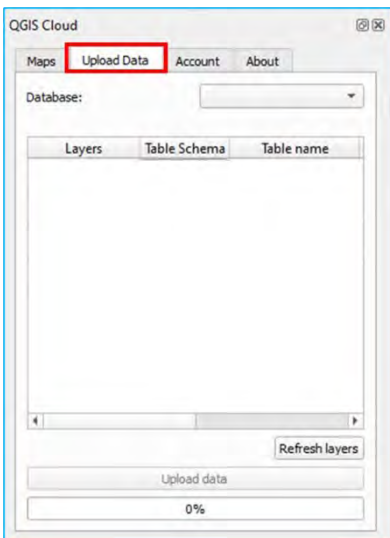 QGIS Cloud
Maps Upload Data Account About
Database:
Layers Table Schema Table name
Refresh layers
Upload data
0%